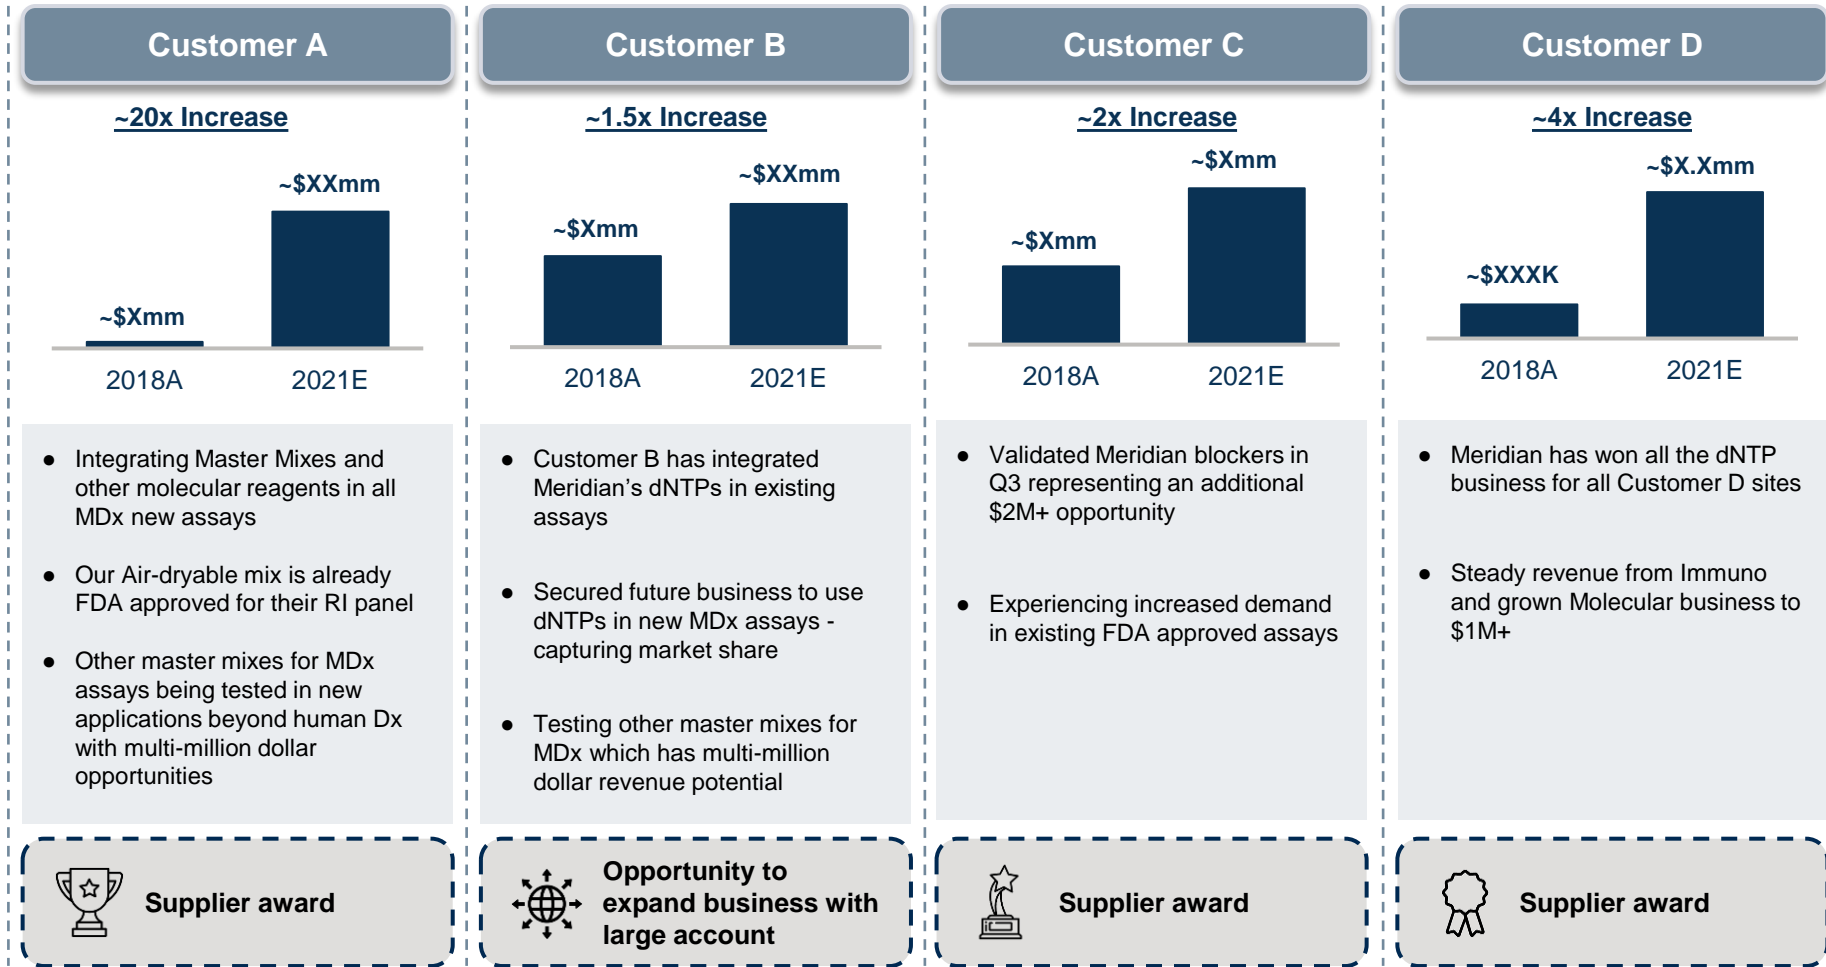 Customer A
~20x Increase
~$XXmm
~$Xmm
2018A
2021E
● Integrating Master Mixes and
other molecular reagents in all
MDx new assays
● Our Air-dryable mix is already
FDA approved for their RI panel
● Other master mixes for MDx
assays being tested in new
applications beyond human Dx
with multi-million dollar
opportunities
Supplier award
Customer B
~1.5x Increase
~$XXmm
~$Xmm
2018A
2021E
● Customer B has integrated
Meridian’s dNTPs in existing
assays
● Secured future business to use
dNTPs in new MDx assays -
capturing market share
● Testing other master mixes for
MDx which has multi-million
dollar revenue potential
Opportunity to
expand business with
large account
Customer C
~2x Increase
~$Xmm
~$Xmm
2018A
2021E
● Validated Meridian blockers in
Q3 representing an additional
$2M+ opportunity
● Experiencing increased demand
in existing FDA approved assays
Supplier award
Customer D
~4x Increase
~$X.Xmm
~$XXXK
2018A
2021E
● Meridian has won all the dNTP
business for all Customer D sites
● Steady revenue from Immuno
and grown Molecular business to
$1M+
Supplier award